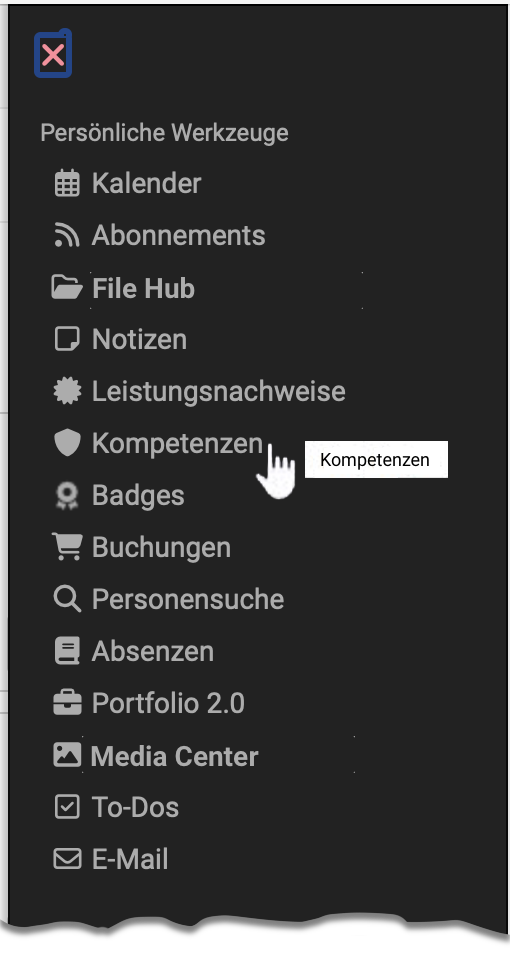 Persönliche Werkzeuge
Kalender
Abonnements
File Hub
Notizen
Leistungsnachweise
Kompetenzen
Kompetenzen
Badges
Buchungen
Personensuche
Absenzen
Portfolio 2.0
Media Center
To-Dos
E-Mail